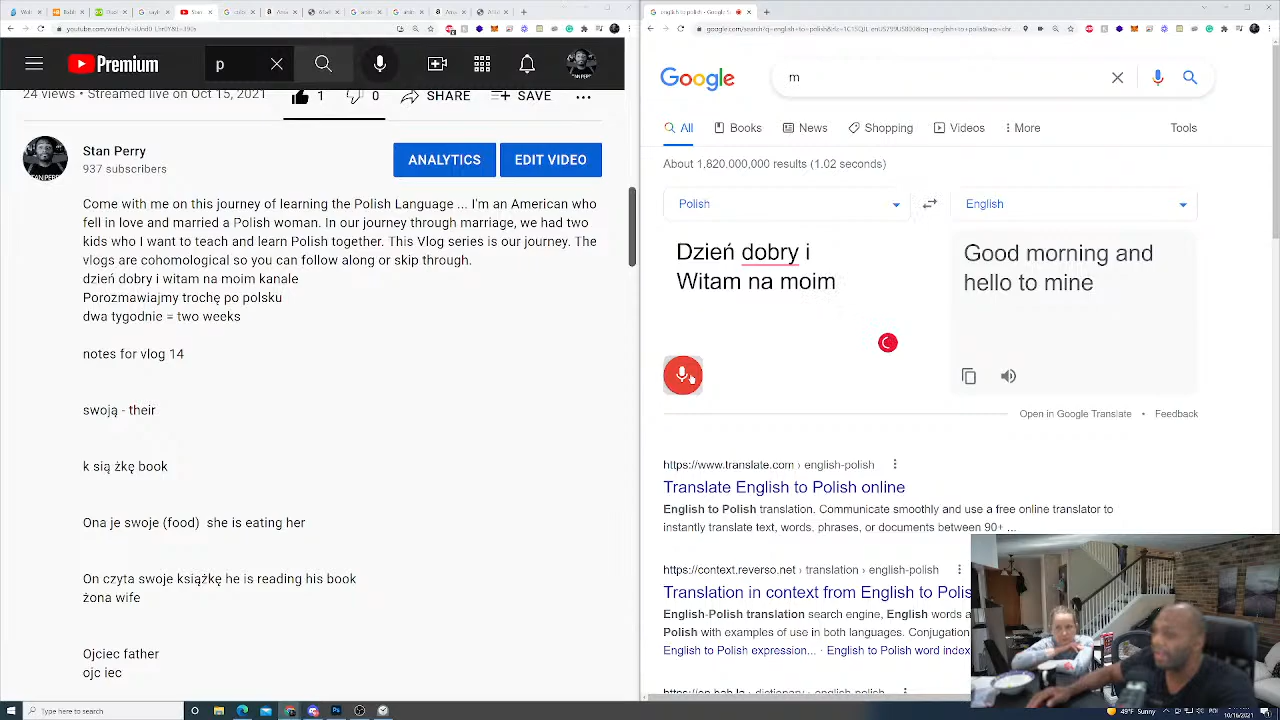 Premium
p
24 views • Streamed live on Oct 15, 2021
1
0
SHARE
SAVE
Stan Perry
937 subscribers
ANALYTICS
EDIT VIDEO
Come with me on this journey of learning the Polish Language ... I'm an American who
fell in love and married a Polish woman. In our journey through marriage, we had two
kids who I want to teach and learn Polish together. This Vlog series is our journey. The
vlogs are cohomological so you can follow along or skip through.
dzień dobry i witam na moim kanale
Porozmawiajmy trochę po polsku
dwa tygodnie = two weeks
notes for vlog 14
swoją - their
k sią żkę book
Ona je swoje (food) she is eating her
On czyta swoje książkę he is reading his book
żona wife
Ojciec father
ojc iec
Google
m
All
Books
News
Shopping
Videos
More
Tools
About 1,820,000,000 results (1.02 seconds)
Polish
English
Dzień dobry i
Witam na moim
Good morning and
hello to mine
Open in Google Translate • Feedback
https://www.translate.com › english-polish
Translate English to Polish online
English to Polish translation. Communicate smoothly and use a free online translator to
instantly translate text, words, phrases, or documents between 90+ ...
https://context.reverso.net › translation › english-polish
Translation in context from English to Polis
English-Polish translation search engine, English words a
Polish with examples of use in both languages. Conjugation
English to Polish expression... · English to Polish word index
Type here to search
49°F Sunny
10/16/2021